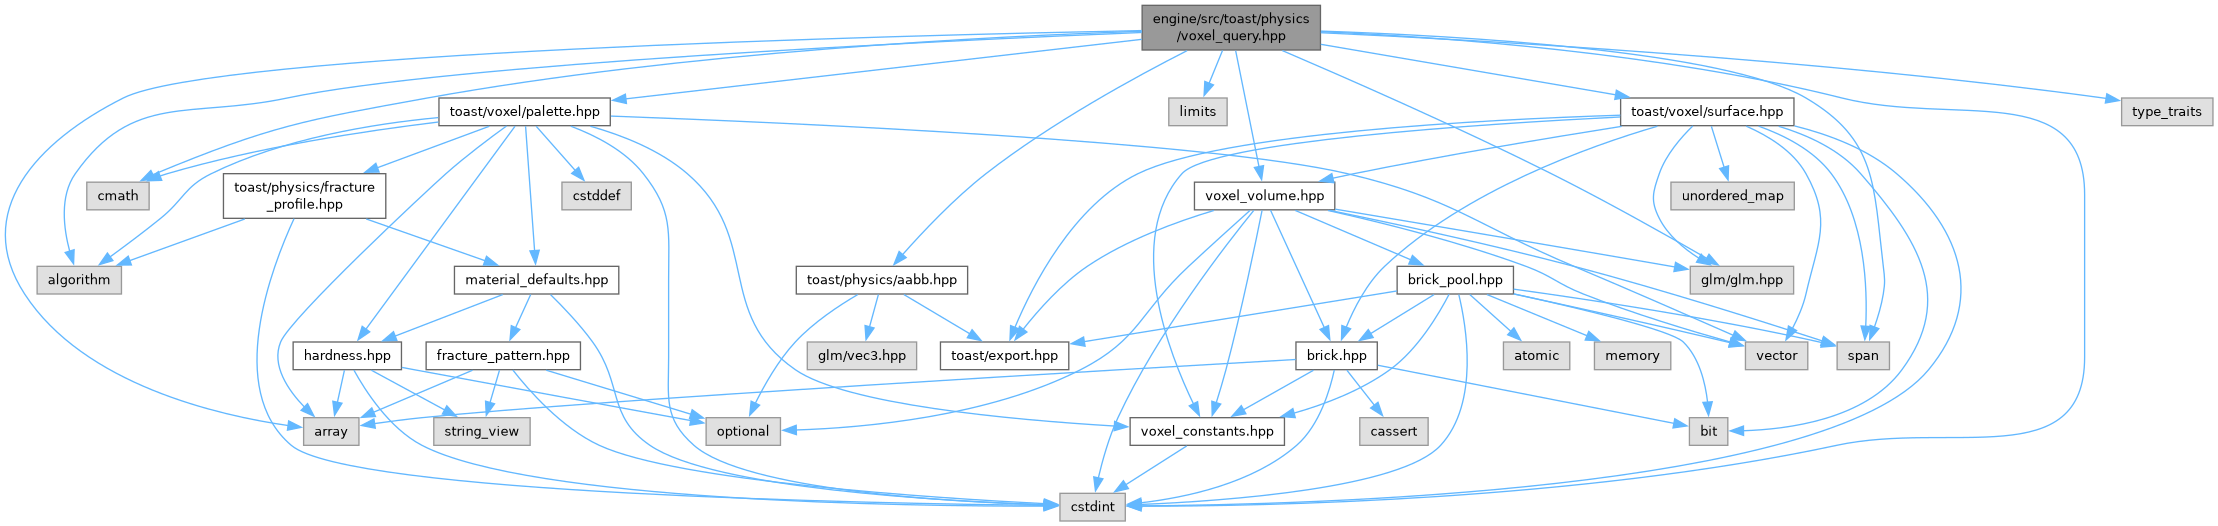 engine/src/toast/physics
/voxel_query.hpp
toast/voxel/palette.hpp
limits
toast/voxel/surface.hpp
type_traits
toast/physics/fracture
_profile.hpp
cmath
cstddef
voxel_volume.hpp
unordered_map
algorithm
material_defaults.hpp
toast/physics/aabb.hpp
brick_pool.hpp
glm/glm.hpp
hardness.hpp
fracture_pattern.hpp
glm/vec3.hpp
toast/export.hpp
brick.hpp
atomic
memory
vector
span
array
string_view
optional
voxel_constants.hpp
cassert
bit
cstdint